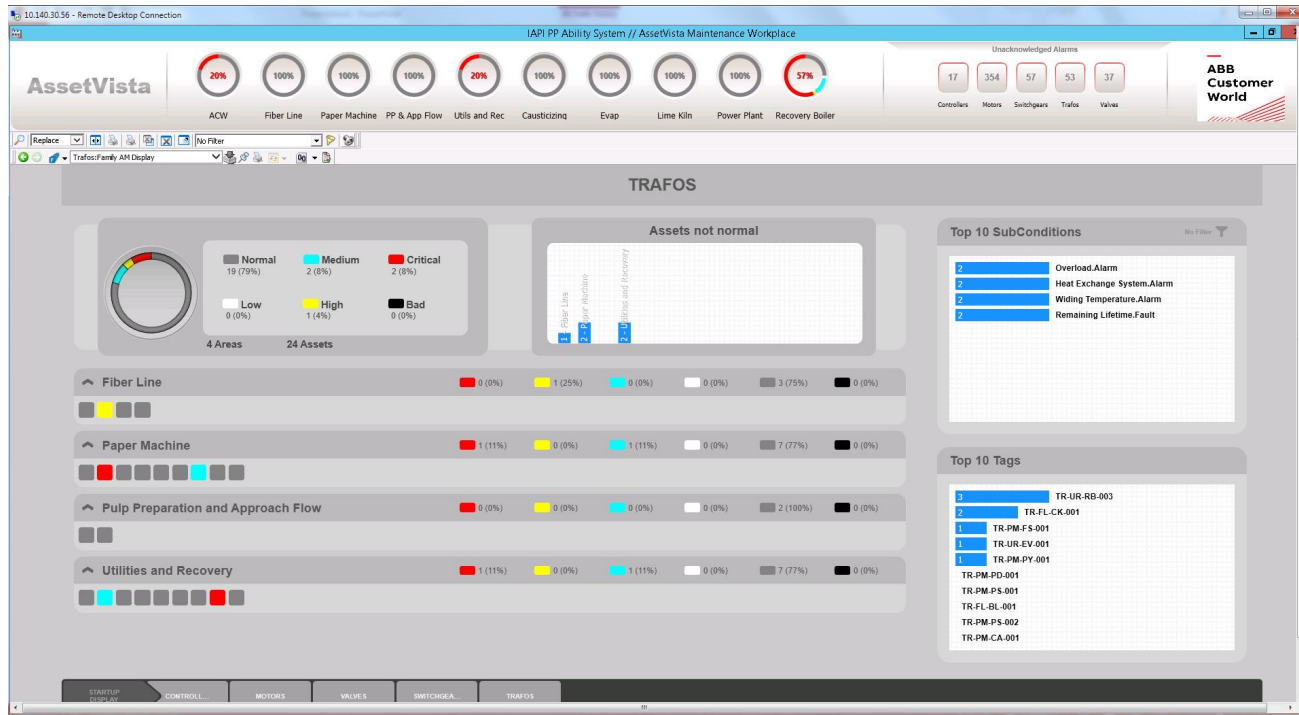 10.140.30.56 - Remote Desktop Connection
IAPI PP Ability System // AssetVista Maintenance Workplace
AssetVista
20% 100% 100% 100% 20% 100% 100% 100% 100% 57%
ACW Fiber Line Paper Machine PP & App Flow Utils and Rec Causticizing Evap Lime Kiln Power Plant Recovery Boiler
Unacknowledged Alarms
17 354 57 53 37
Controllers Motors Switchgears Trafos Valves
ABB
Customer
World
Replace No Filter
Trafos:Family AM Display
TRAFOS
Normal 19 (79%)
Medium 2 (8%)
Critical 2 (8%)
Low 0 (0%)
High 1 (4%)
Bad 0 (0%)
4 Areas 24 Assets
Assets not normal
1 - Fiber Line
2 - Paper Machine
2 - Utilities and Recovery
Top 10 SubConditions No Filter
2 Overload.Alarm
2 Heat Exchange System.Alarm
2 Widing Temperature.Alarm
2 Remaining Lifetime.Fault
Fiber Line 0 (0%) 1 (25%) 0 (0%) 0 (0%) 3 (75%) 0 (0%)
Paper Machine 1 (11%) 0 (0%) 1 (11%) 0 (0%) 7 (77%) 0 (0%)
Pulp Preparation and Approach Flow 0 (0%) 0 (0%) 0 (0%) 0 (0%) 2 (100%) 0 (0%)
Utilities and Recovery 1 (11%) 0 (0%) 1 (11%) 0 (0%) 7 (77%) 0 (0%)
Top 10 Tags
3 TR-UR-RB-003
2 TR-FL-CK-001
1 TR-PM-FS-001
1 TR-UR-EV-001
1 TR-PM-PY-001
TR-PM-PD-001
TR-PM-PS-001
TR-FL-BL-001
TR-PM-PS-002
TR-PM-CA-001
STARTUP
DISPLAY CONTROLL... MOTORS VALVES SWITCHGEA... TRAFOS